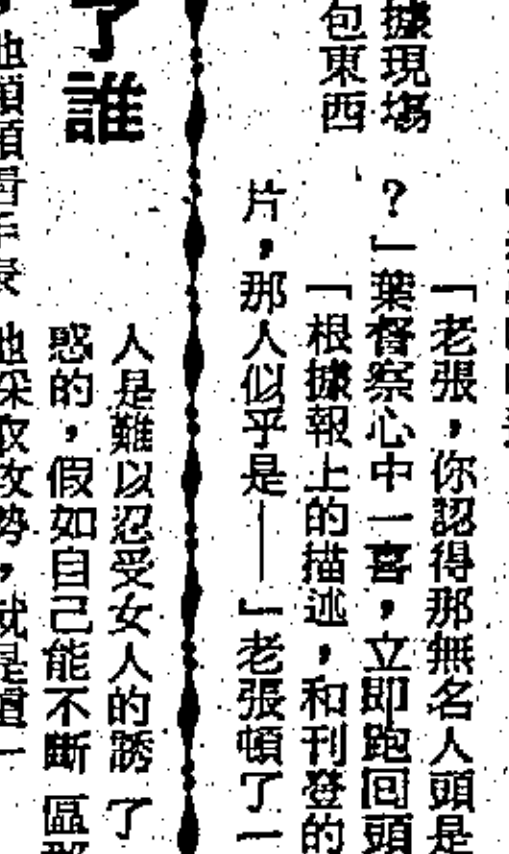 「老張，你認得那無名人頭是
？」葉督察心中一喜，立即跑回頭
「根據報上的描述，和刊登的
片，那人似乎是——」老張頓了一
據現場
包東西
了誰
人是難以忍受女人的誘 了
惑的，假如自己能不斷 區